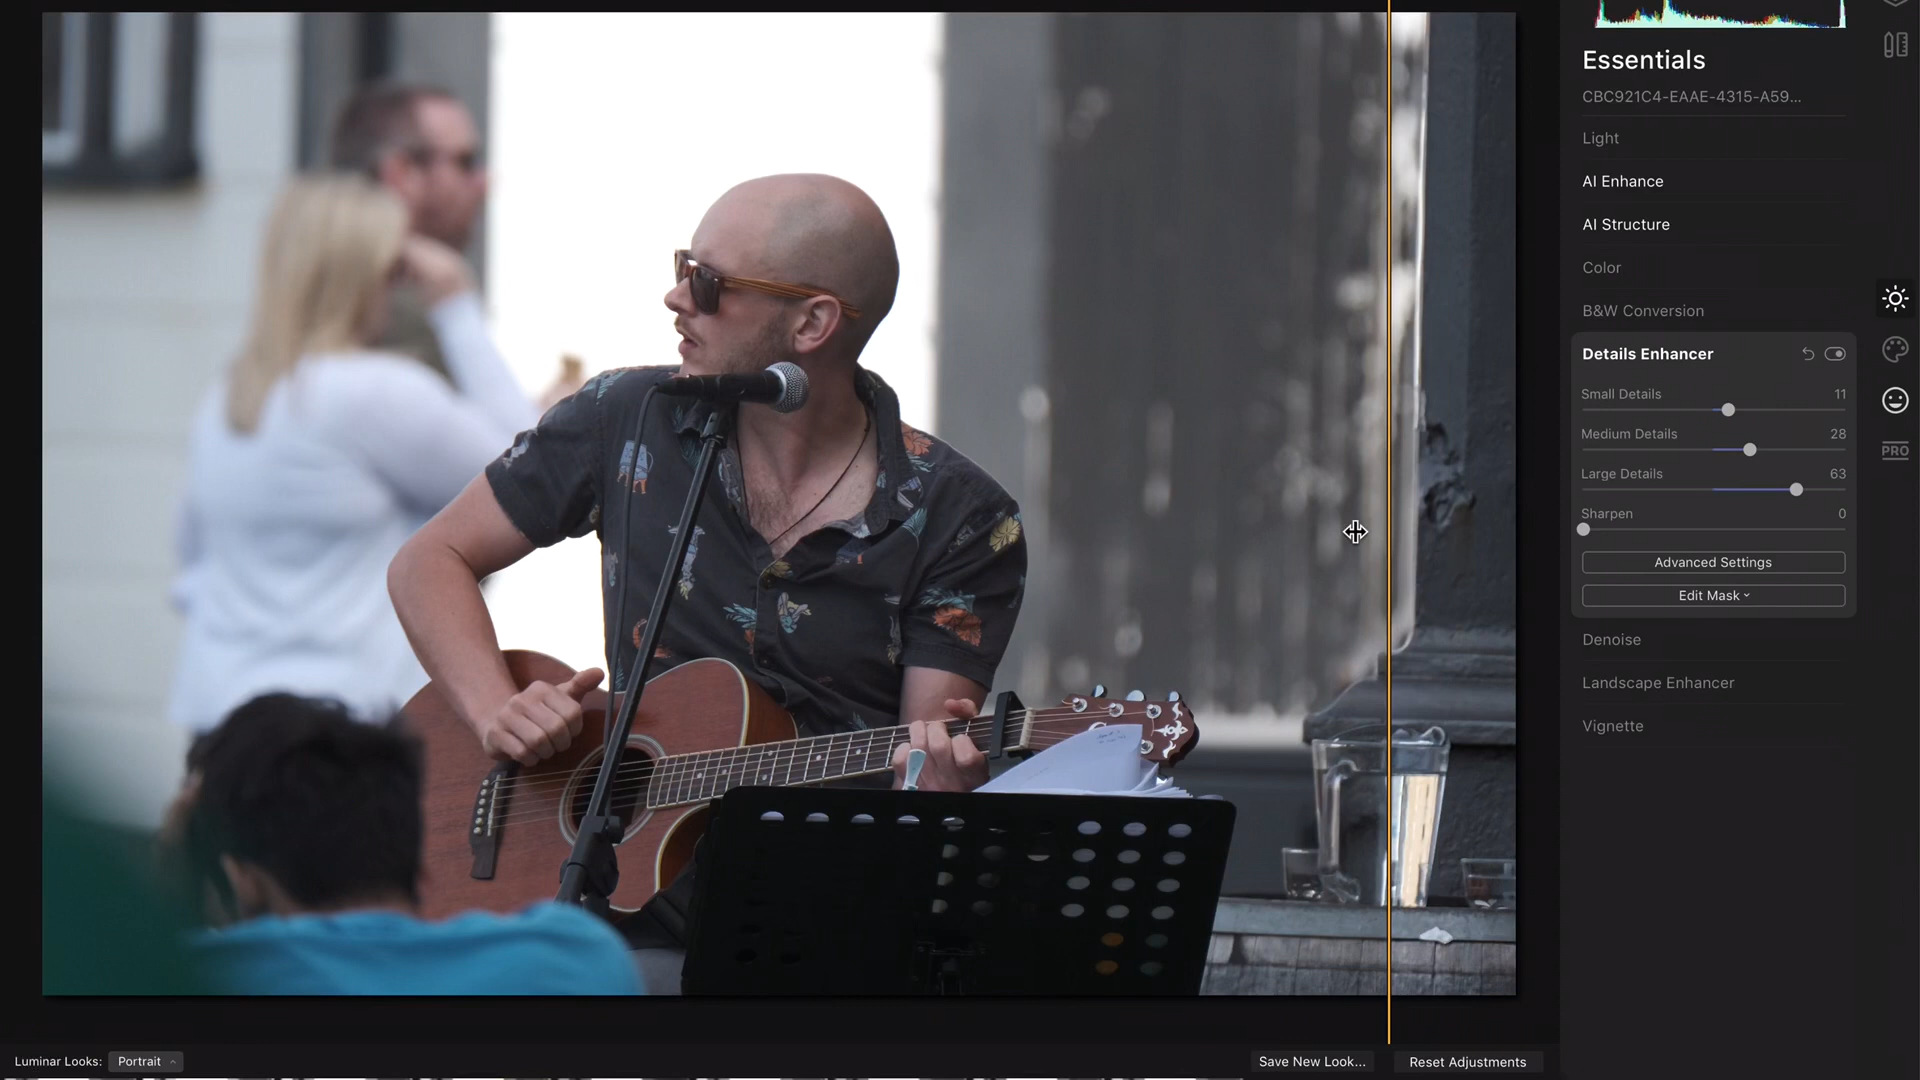 Essentials
CBC921C4-EAAE-4315-A59...
Light
AI Enhance
AI Structure
Color
B&W Conversion
Details Enhancer
Small Details 11
Medium Details 28
Large Details 63
Sharpen 0
Advanced Settings
Edit Mask
Denoise
Landscape Enhancer
Vignette
PRO
Luminar Looks: Portrait
Save New Look...
Reset Adjustments